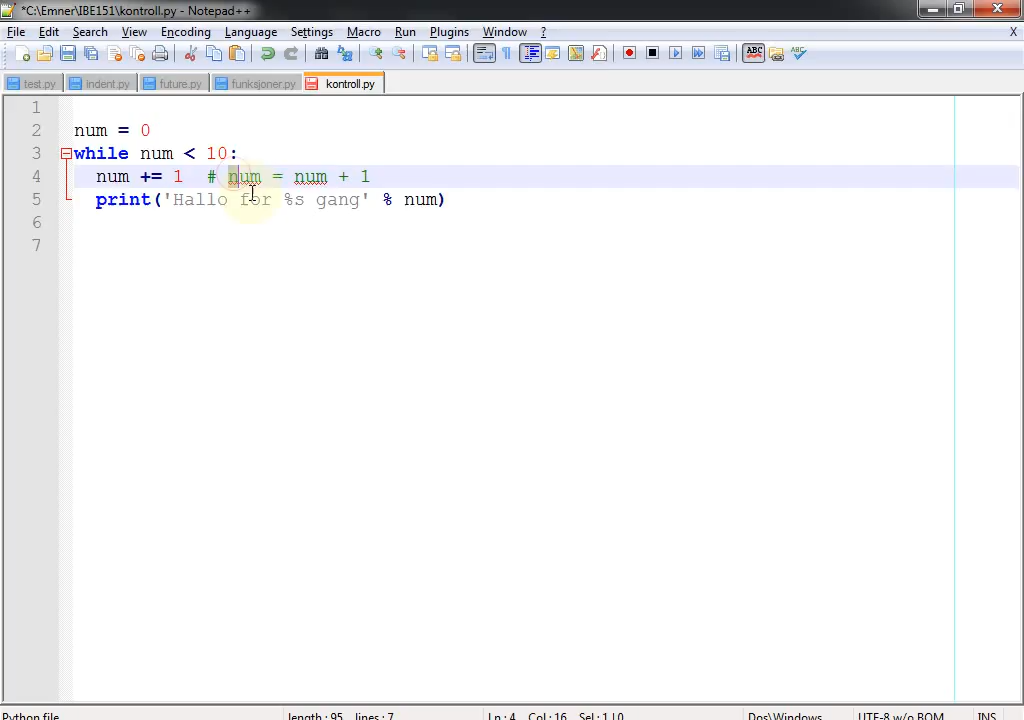 *C:\Emner\IBE151\kontroll.py - Notepad++
File Edit Search View Encoding Language Settings Macro Run Plugins Window ? X
test.py indent.py future.py funksjoner.py kontroll.py
1
2 num = 0
3 while num < 10:
4 num += 1 # num = num + 1
5 print('Hallo for %s gang' % num)
6
7
Python file length : 95 lines : 7 Ln : 4 Col : 16 Sel : 1 | 0 Dos\Windows UTF-8 w/o BOM INS